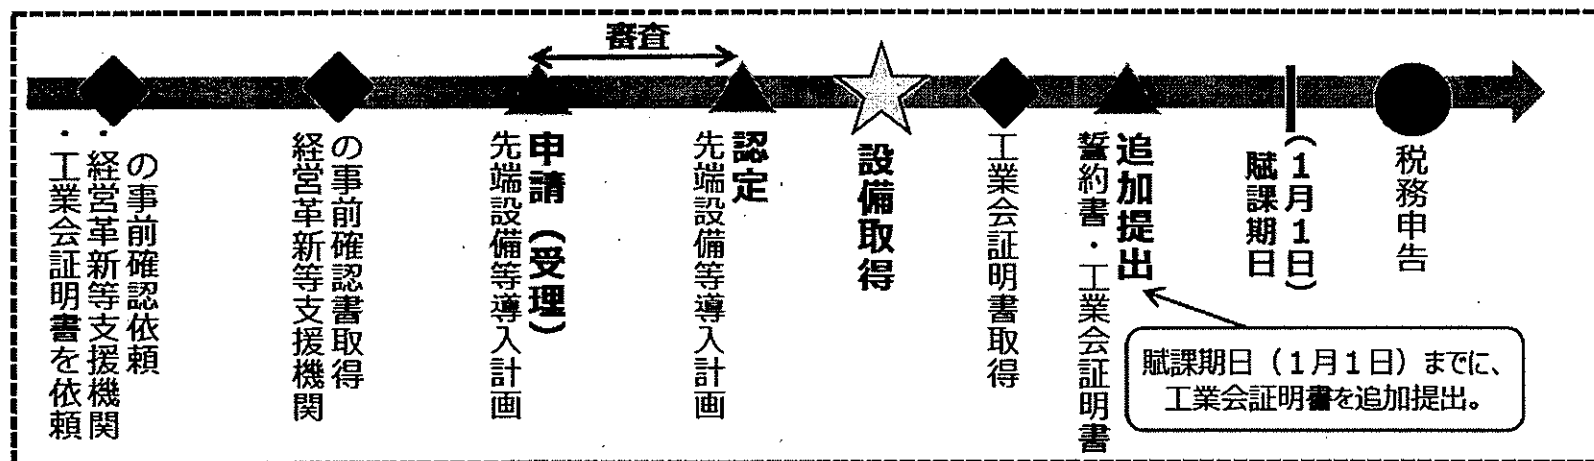 審査
・経営革新等支援機関
の事前確認依頼
・工業会証明書を依頼
経営革新等支援機関
の事前確認書取得
申請（受理）
先端設備等導入計画
認定
先端設備等導入計画
設備取得
工業会証明書取得
追加提出
誓約書・工業会証明書
（１月１日）
賦課期日
税務申告
賦課期日（１月１日）までに、
工業会証明書を追加提出。